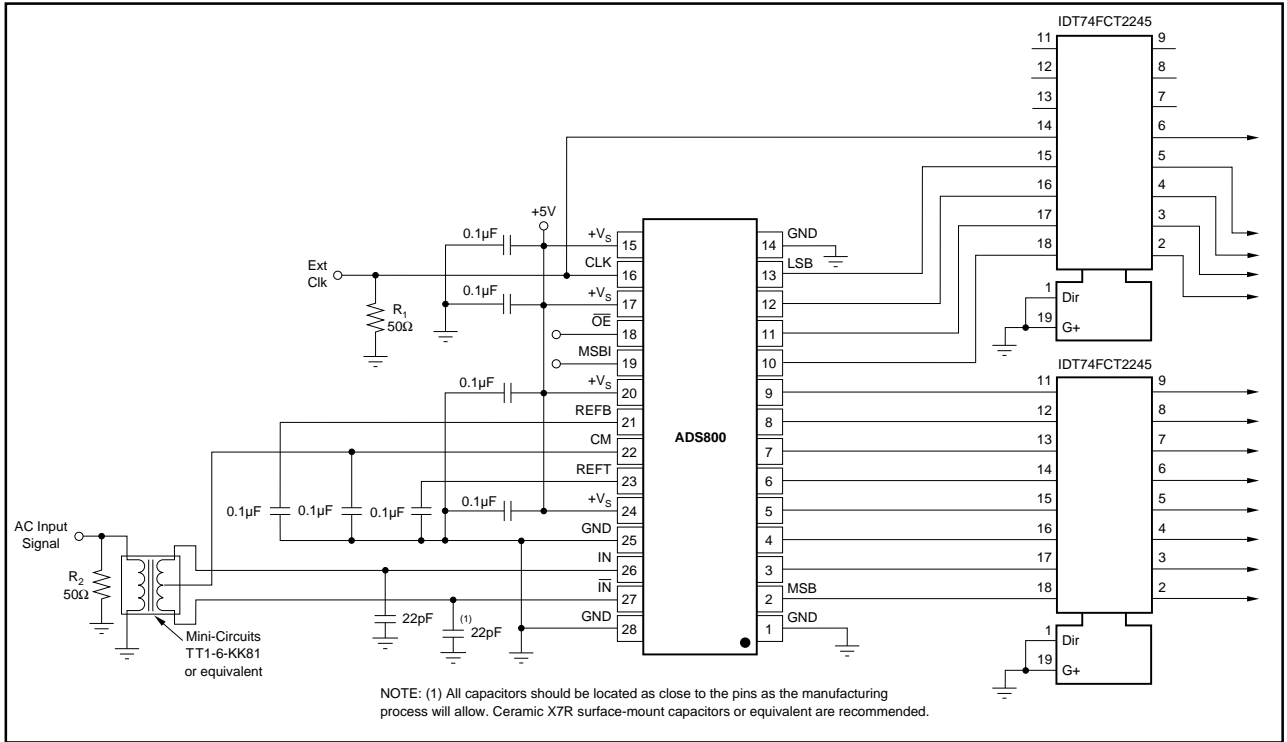 IDT74FCT2245
11 9
12 8
13 7
14 6
15 5
16 4
17 3
18 2
1 Dir
19 G+
+5V
0.1µF +VS 15 14 GND
Ext Clk CLK 16 13 LSB
0.1µF +VS 17 12
R1 50Ω
OE 18 11
MSBI 19 10
0.1µF +VS 20 9
REFB 21 8
ADS800
CM 22 7
REFT 23 6
0.1µF 0.1µF 0.1µF 0.1µF +VS 24 5
GND 25 4
AC Input Signal
IN 26 3
R2 50Ω
IN 27 2 MSB
22pF (1) 22pF
GND 28 1 GND
Mini-Circuits
TT1-6-KK81
or equivalent
IDT74FCT2245
11 9
12 8
13 7
14 6
15 5
16 4
17 3
18 2
1 Dir
19 G+
NOTE: (1) All capacitors should be located as close to the pins as the manufacturing
process will allow. Ceramic X7R surface-mount capacitors or equivalent are recommended.